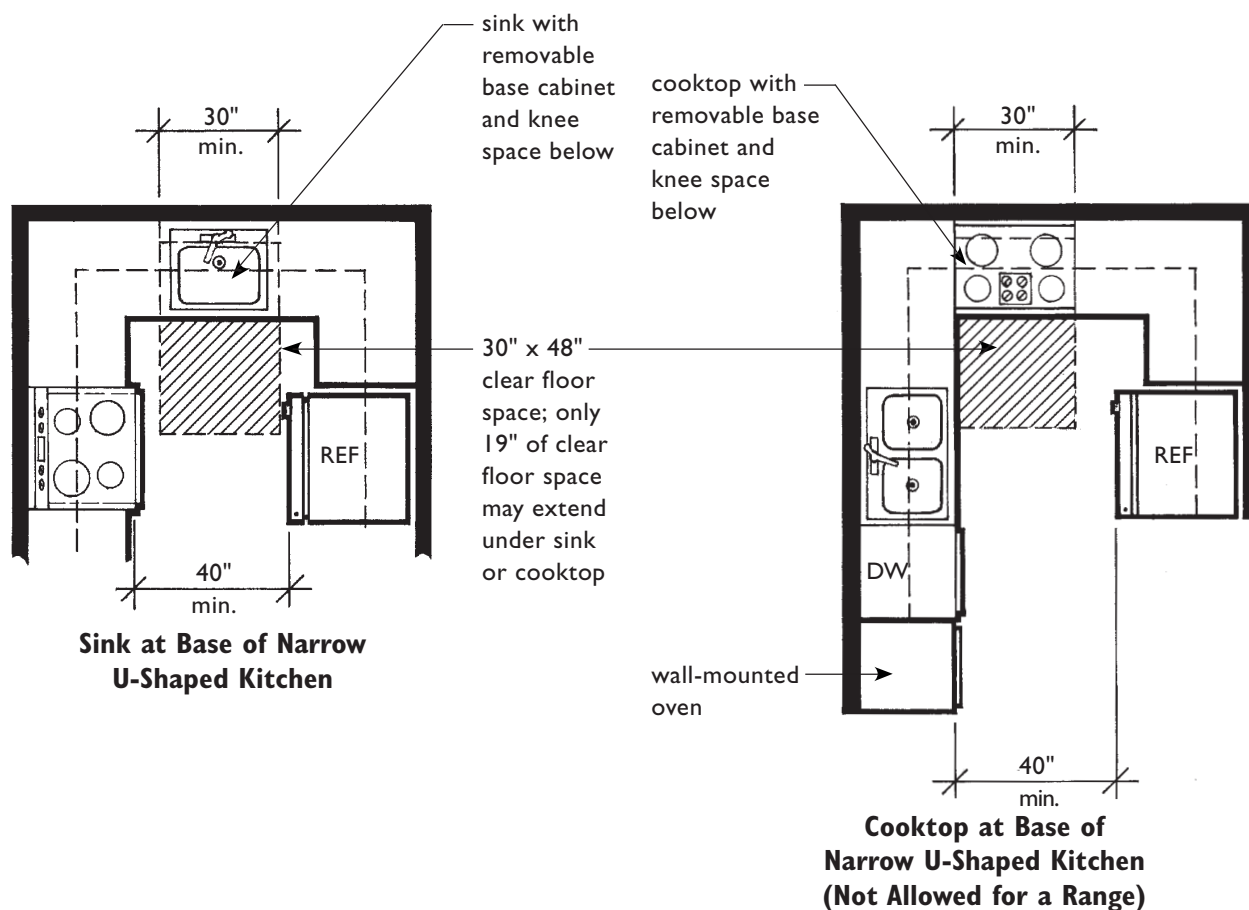 sink with
removable
base cabinet
and knee
space below
30"
min.
cooktop with
removable base
cabinet and
knee space
below
30"
min.
30" x 48"
clear floor
space; only
19" of clear
floor space
may extend
under sink
or cooktop
REF
REF
40"
min.
DW
Sink at Base of Narrow
U-Shaped Kitchen
wall-mounted
oven
40"
min.
Cooktop at Base of
Narrow U-Shaped Kitchen
(Not Allowed for a Range)